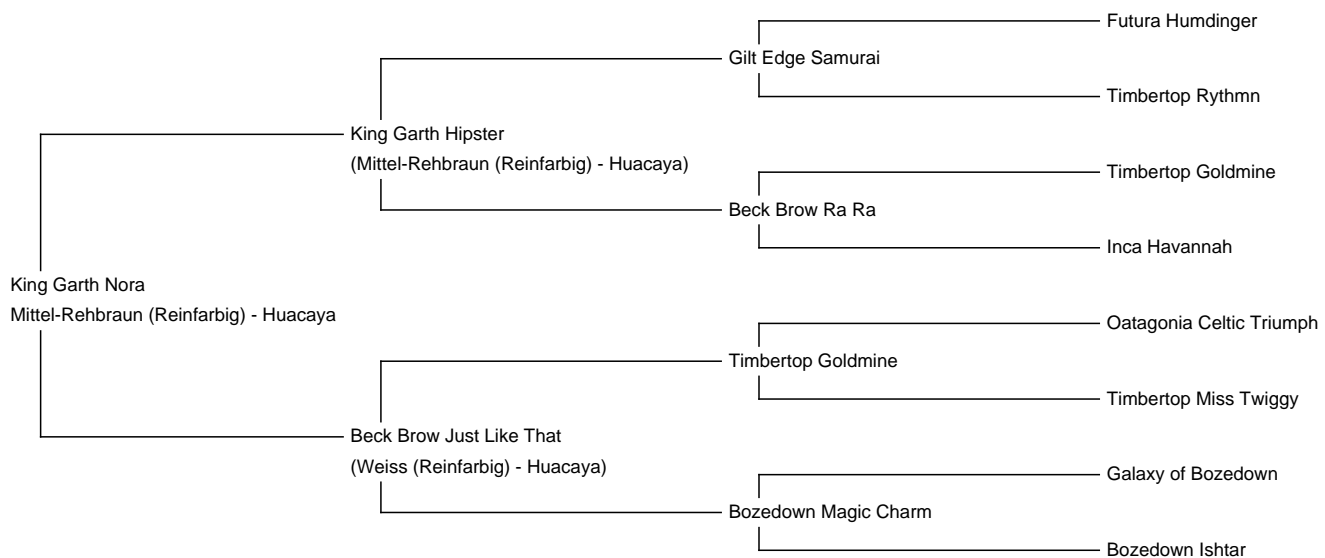 Futura Humdinger
Gilt Edge Samurai
Timbertop Rythmn
King Garth Hipster
(Mittel-Rehbraun (Reinfarbig) - Huacaya)
Timbertop Goldmine
Beck Brow Ra Ra
Inca Havannah
King Garth Nora
Mittel-Rehbraun (Reinfarbig) - Huacaya
Oatagonia Celtic Triumph
Timbertop Goldmine
Timbertop Miss Twiggy
Beck Brow Just Like That
(Weiss (Reinfarbig) - Huacaya)
Galaxy of Bozedown
Bozedown Magic Charm
Bozedown Ishtar